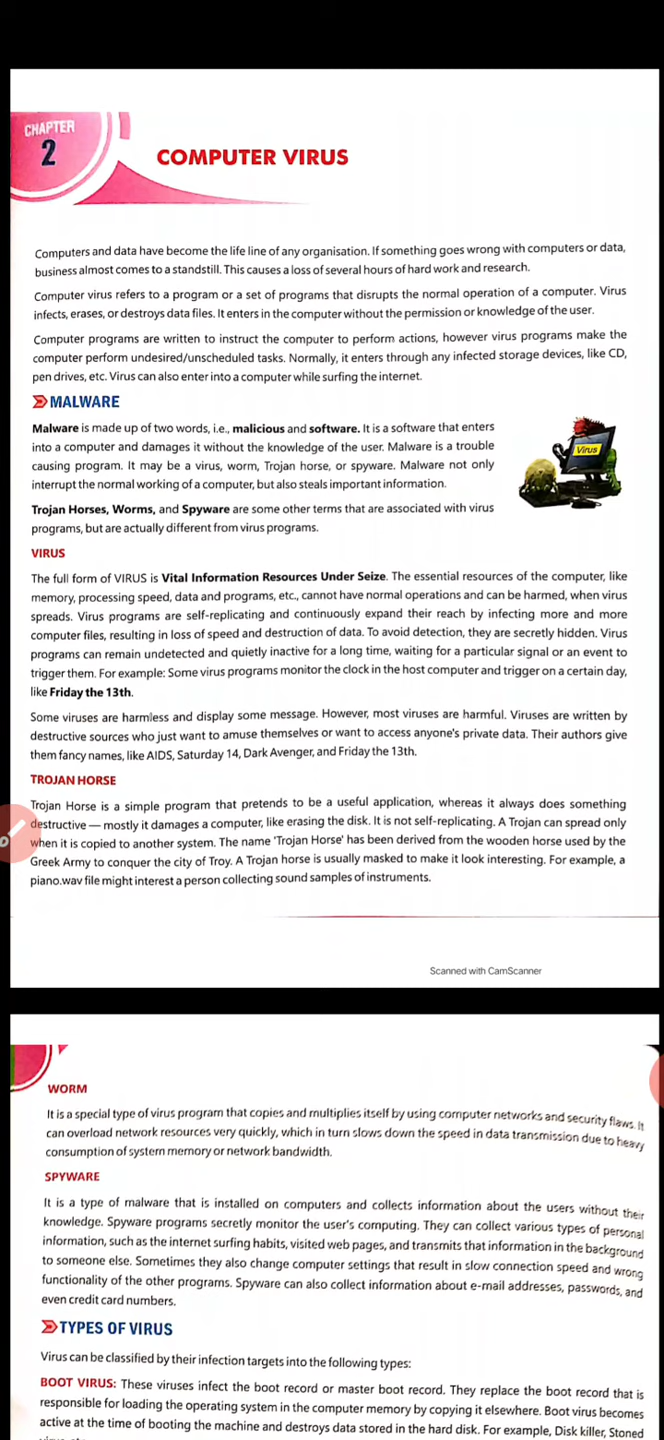 CHAPTER
2
COMPUTER VIRUS
Computers and data have become the life line of any organisation. If something goes wrong with computers or data,
business almost comes to a standstill. This causes a loss of several hours of hard work and research.
Computer virus refers to a program or a set of programs that disrupts the normal operation of a computer. Virus
infects, erases, or destroys data files. It enters in the computer without the permission or knowledge of the user.
Computer programs are written to instruct the computer to perform actions, however virus programs make the
computer perform undesired/unscheduled tasks. Normally, it enters through any infected storage devices, like CD,
pen drives, etc. Virus can also enter into a computer while surfing the internet.
MALWARE
Malware is made up of two words, i.e., malicious and software. It is a software that enters
into a computer and damages it without the knowledge of the user. Malware is a trouble
causing program. It may be a virus, worm, Trojan horse, or spyware. Malware not only
interrupt the normal working of a computer, but also steals important information.
Virus
Trojan Horses, Worms, and Spyware are some other terms that are associated with virus
programs, but are actually different from virus programs.
VIRUS
The full form of VIRUS is Vital Information Resources Under Seize. The essential resources of the computer, like
memory, processing speed, data and programs, etc., cannot have normal operations and can be harmed, when virus
spreads. Virus programs are self-replicating and continuously expand their reach by infecting more and more
computer files, resulting in loss of speed and destruction of data. To avoid detection, they are secretly hidden. Virus
programs can remain undetected and quietly inactive for a long time, waiting for a particular signal or an event to
trigger them. For example: Some virus programs monitor the clock in the host computer and trigger on a certain day,
like Friday the 13th.
Some viruses are harmless and display some message. However, most viruses are harmful. Viruses are written by
destructive sources who just want to amuse themselves or want to access anyone's private data. Their authors give
them fancy names, like AIDS, Saturday 14, Dark Avenger, and Friday the 13th.
TROJAN HORSE
Trojan Horse is a simple program that pretends to be a useful application, whereas it always does something
destructive — mostly it damages a computer, like erasing the disk. It is not self-replicating. A Trojan can spread only
when it is copied to another system. The name 'Trojan Horse' has been derived from the wooden horse used by the
Greek Army to conquer the city of Troy. A Trojan horse is usually masked to make it look interesting. For example, a
piano.wav file might interest a person collecting sound samples of instruments.
Scanned with CamScanner
WORM
It is a special type of virus program that copies and multiplies itself by using computer networks and security flaws. It
can overload network resources very quickly, which in turn slows down the speed in data transmission due to heavy
consumption of system memory or network bandwidth.
SPYWARE
It is a type of malware that is installed on computers and collects information about the users without their
knowledge. Spyware programs secretly monitor the user's computing. They can collect various types of personal
information, such as the internet surfing habits, visited web pages, and transmits that information in the background
to someone else. Sometimes they also change computer settings that result in slow connection speed and wrong
functionality of the other programs. Spyware can also collect information about e-mail addresses, passwords, and
even credit card numbers.
TYPES OF VIRUS
Virus can be classified by their infection targets into the following types:
BOOT VIRUS: These viruses infect the boot record or master boot record. They replace the boot record that is
responsible for loading the operating system in the computer memory by copying it elsewhere. Boot virus becomes
active at the time of booting the machine and destroys data stored in the hard disk. For example, Disk killer, Stoned